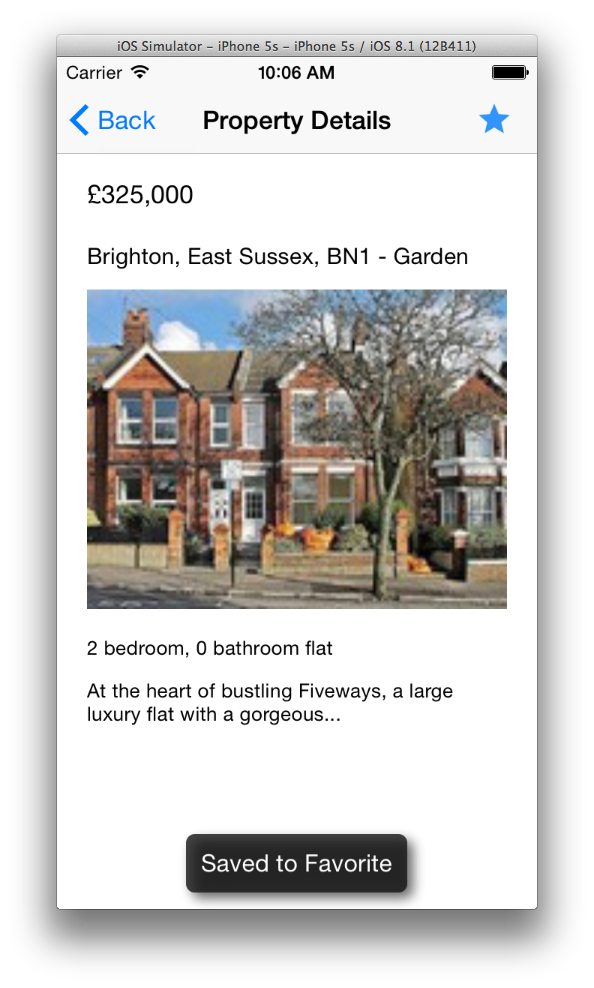 iOS Simulator – iPhone 5s – iPhone 5s / iOS 8.1 (12B411)
Carrier 10:06 AM
Back Property Details
£325,000
Brighton, East Sussex, BN1 - Garden
2 bedroom, 0 bathroom flat
At the heart of bustling Fiveways, a large
luxury flat with a gorgeous...
Saved to Favorite